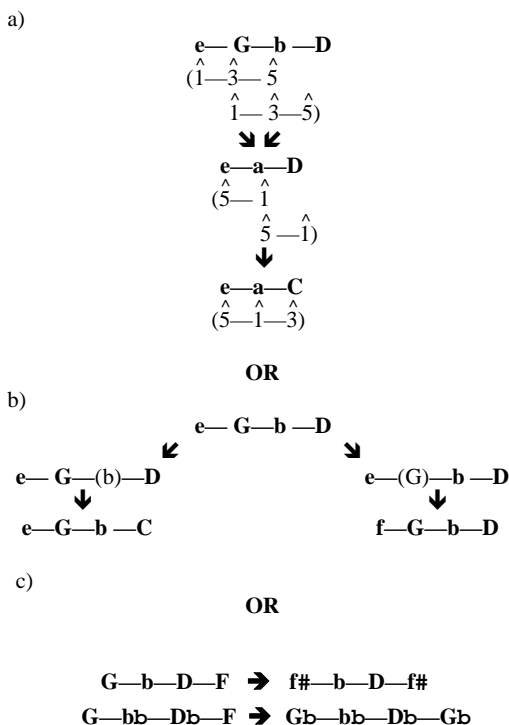 a)
e— G—b —D
^ ^ ^
(1—3— 5
^ ^ ^
1— 3 —5)
➘ ➘
e—a—D
^ ^
(5— 1
^ ^
5 —1)
➔
e—a—C
^ ^ ^
(5—1—3)
OR
b)
e— G—b —D
e— G—(b)—D e—(G)—b —D
e—G—b —C f—G—b—D
c)
OR
G—b—D—F ➔ f#—b—D—f#
G—bb—Db—F ➔ Gb—bb—Db—Gb